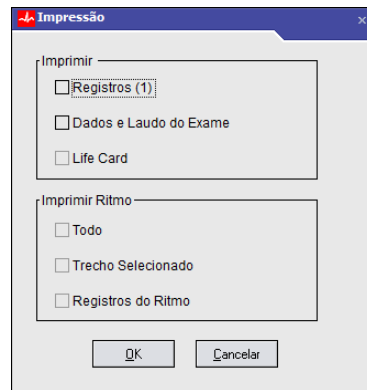 Impressão
Imprimir
Registros (1)
Dados e Laudo do Exame
Life Card
Imprimir Ritmo
Todo
Trecho Selecionado
Registros do Ritmo
OK Cancelar